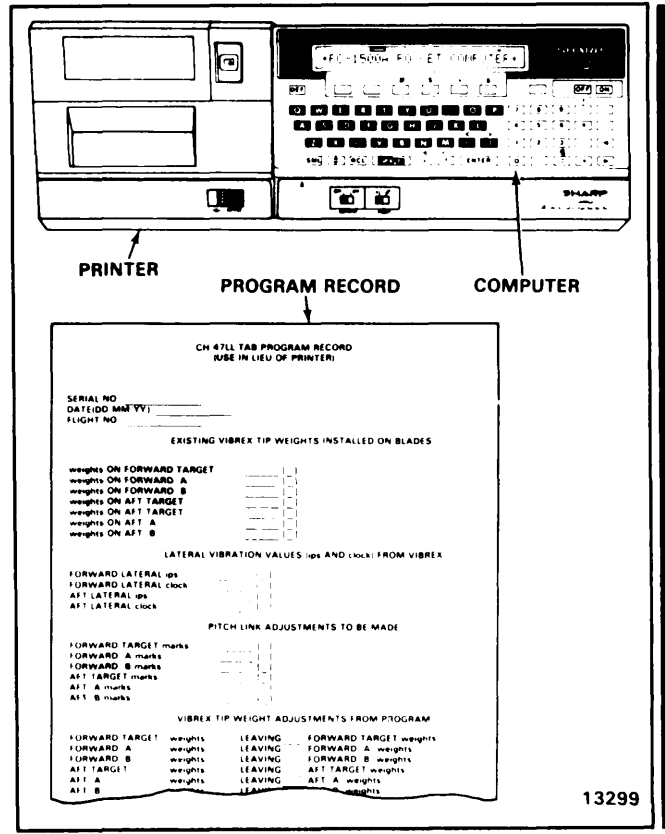 DEF
OFF ON
Q W E R T Y U O P
ENTER
SHARP
PRINTER
PROGRAM RECORD
COMPUTER
CH 47LL TAB PROGRAM RECORD
(USE IN LIEU OF PRINTER)
SERIAL NO
DATE(DD MM YY)
FLIGHT NO
EXISTING VIBREX TIP WEIGHTS INSTALLED ON BLADES
weights ON FORWARD TARGET
weights ON FORWARD A
weights ON FORWARD B
weights ON AFT TARGET
weights ON AFT TARGET
weights ON AFT A
weights ON AFT B
LATERAL VIBRATION VALUES (ips AND clock) FROM VIBREX
FORWARD LATERAL ips
FORWARD LATERAL clock
AFT LATERAL ips
AFT LATERAL clock
PITCH LINK ADJUSTMENTS TO BE MADE
FORWARD TARGET marks
FORWARD A marks
FORWARD B marks
AFT TARGET marks
AFT A marks
AFT B marks
VIBREX TIP WEIGHT ADJUSTMENTS FROM PROGRAM
FORWARD TARGET weights LEAVING FORWARD TARGET weights
FORWARD A weights LEAVING FORWARD A weights
FORWARD B weights LEAVING FORWARD B weights
AFT TARGET weights LEAVING AFT TARGET weights
AFT A weights LEAVING AFT A weights
AFT B weights
13299